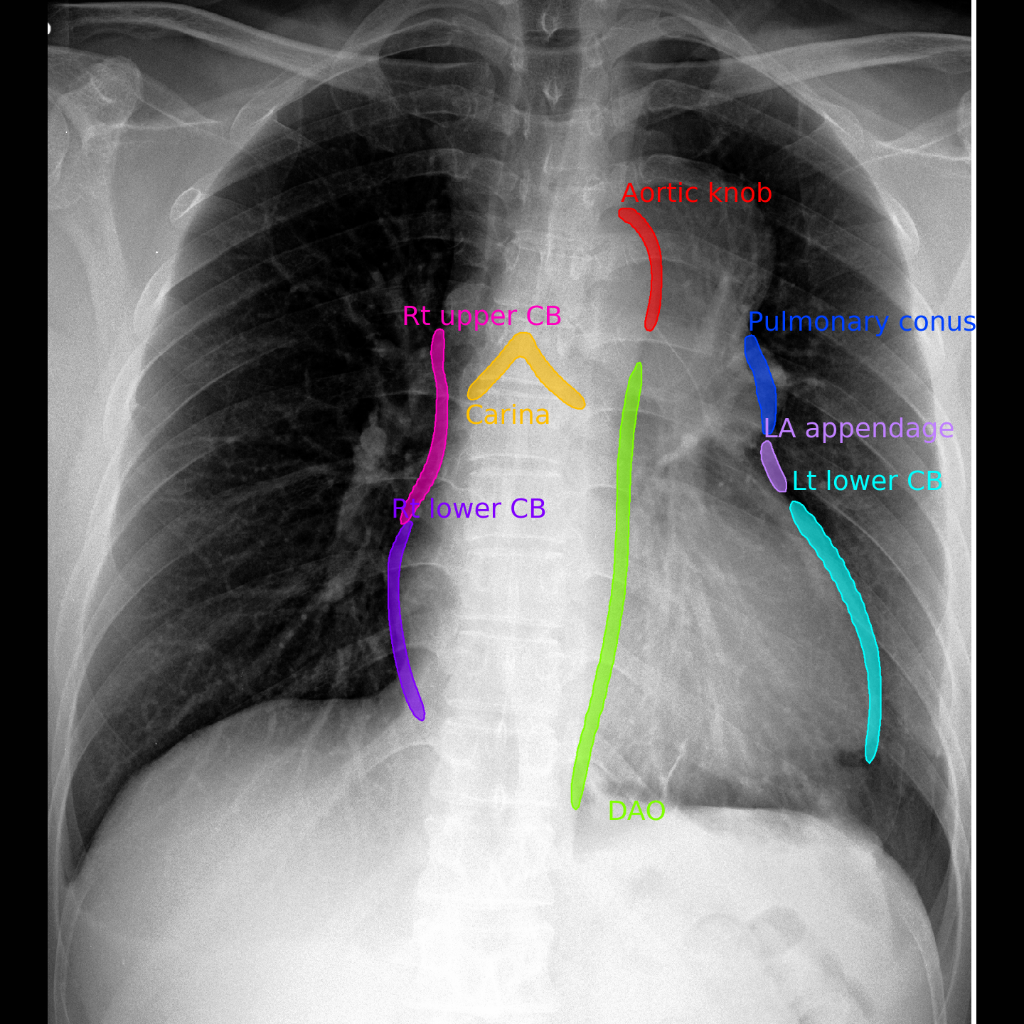 Aortic knob
Rt upper CB
Pulmonary conus
Carina
LA appendage
Lt lower CB
Rt lower CB
DAO